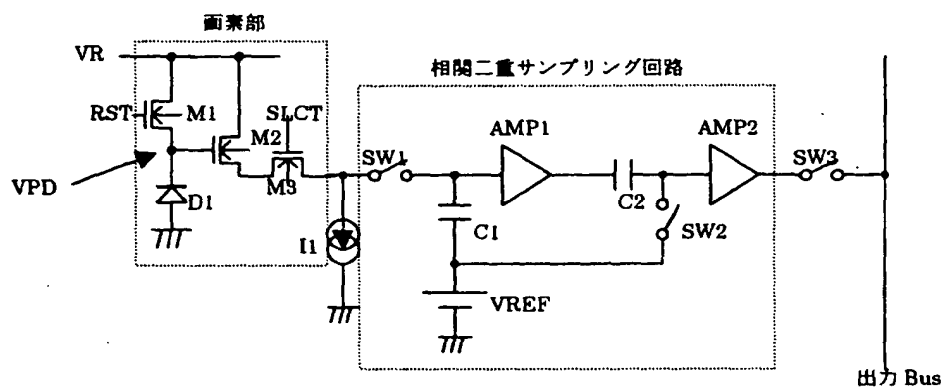 画素部
VR
相関二重サンプリング回路
RST
M1
SLCT
AMP1
AMP2
M2
SW1
SW3
VPD
M3
D1
C2
I1
C1
SW2
VREF
出力 Bus